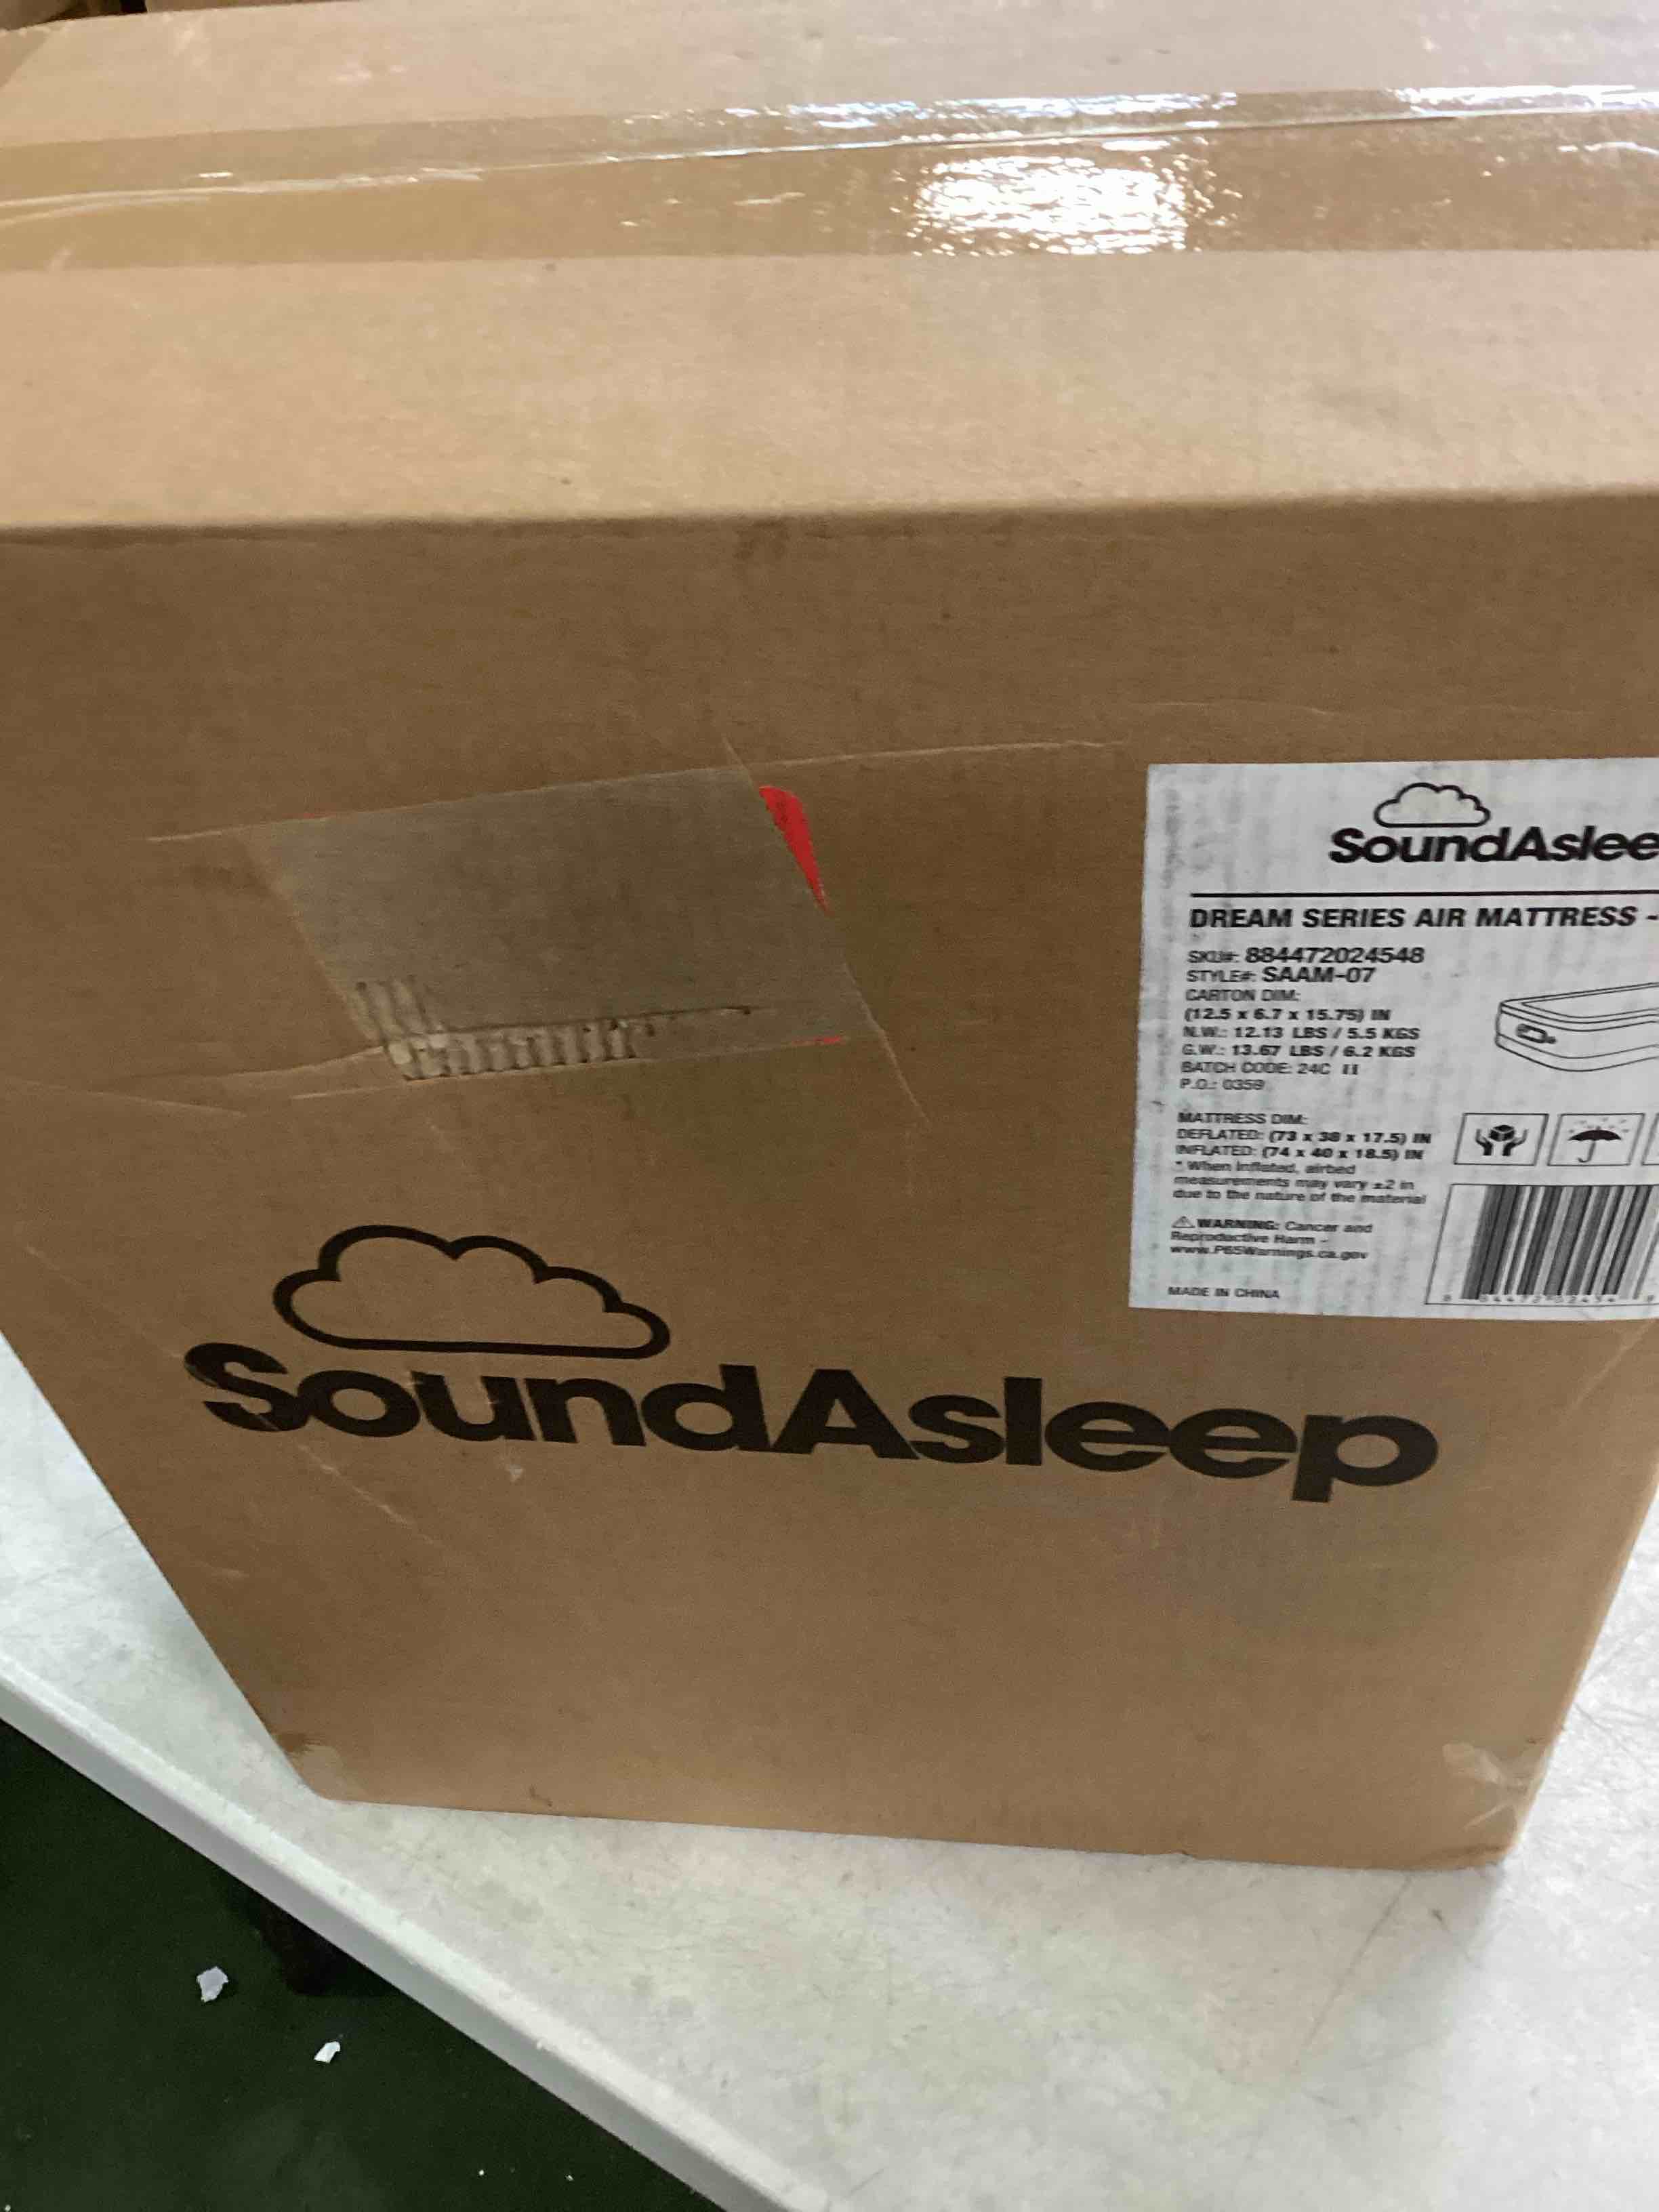 SoundAslee
DREAM SERIES AIR MATTRESS -
SKU#: 884472024548
STYLE#: SAAM-07
CARTON DIM:
(12.5 x 6.7 x 15.75) IN
N.W.: 12.13 LBS / 5.5 KGS
G.W.: 13.67 LBS / 6.2 KGS
BATCH CODE: 24C II
P.O.: 0359
MATTRESS DIM:
DEFLATED: (73 x 38 x 17.5) IN
INFLATED: (74 x 40 x 18.5) IN
* When Inflated, airbed
measurements may vary ±2 in
due to the nature of the material
WARNING: Cancer and
Reproductive Harm -
www.P65Warnings.ca.gov
MADE IN CHINA
SoundAsleep